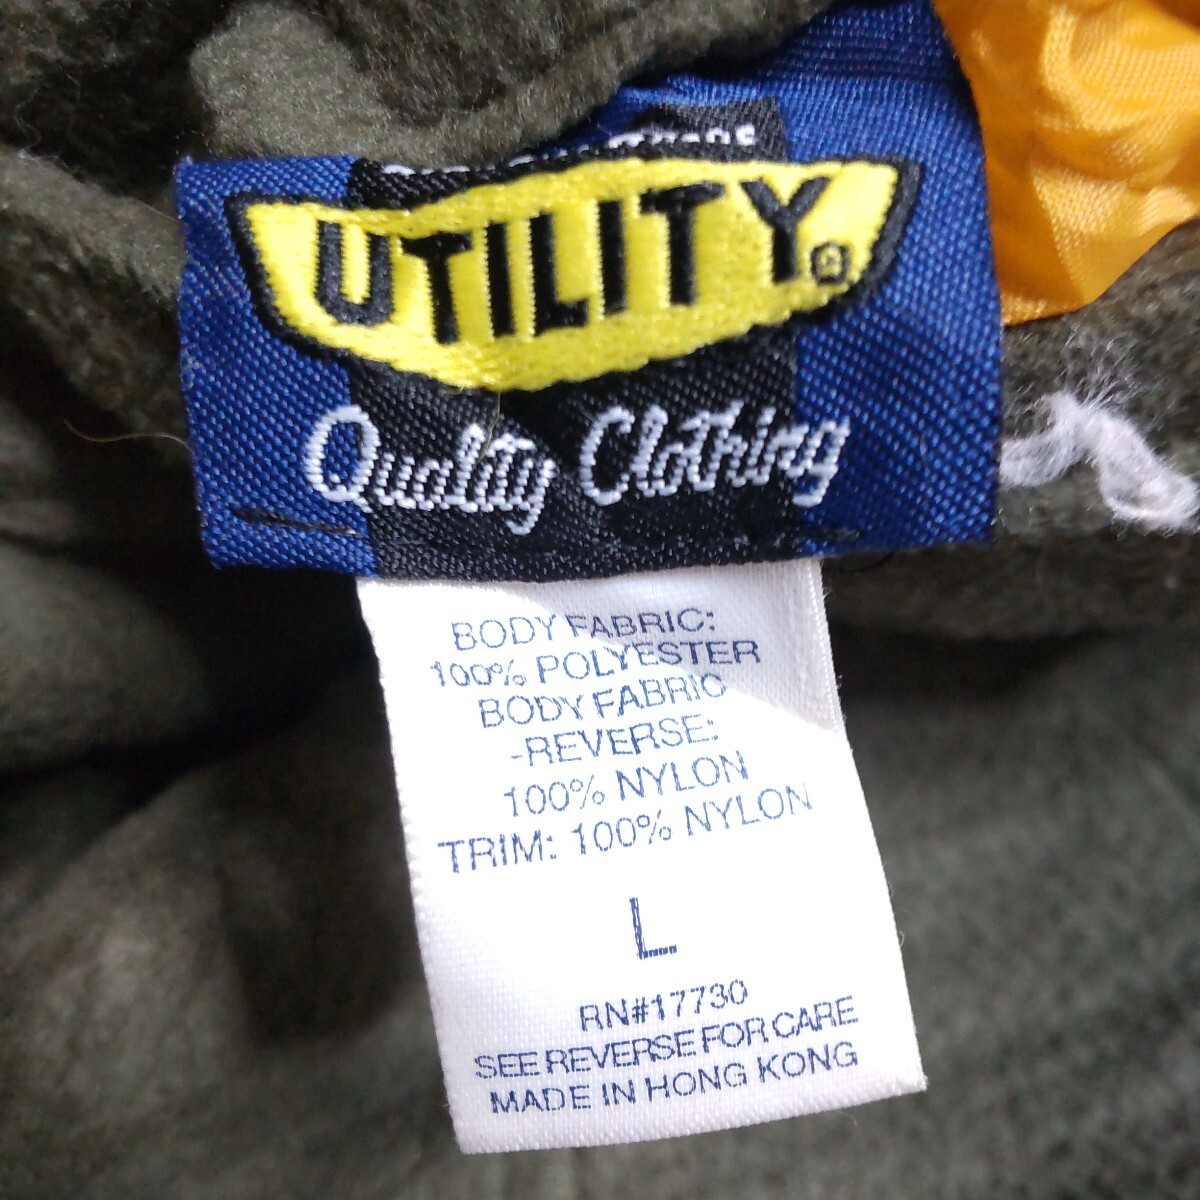 UTILITY®
Quality Clothing
BODY FABRIC:
100% POLYESTER
BODY FABRIC
-REVERSE:
100% NYLON
TRIM: 100% NYLON
L
RN#17730
SEE REVERSE FOR CARE
MADE IN HONG KONG